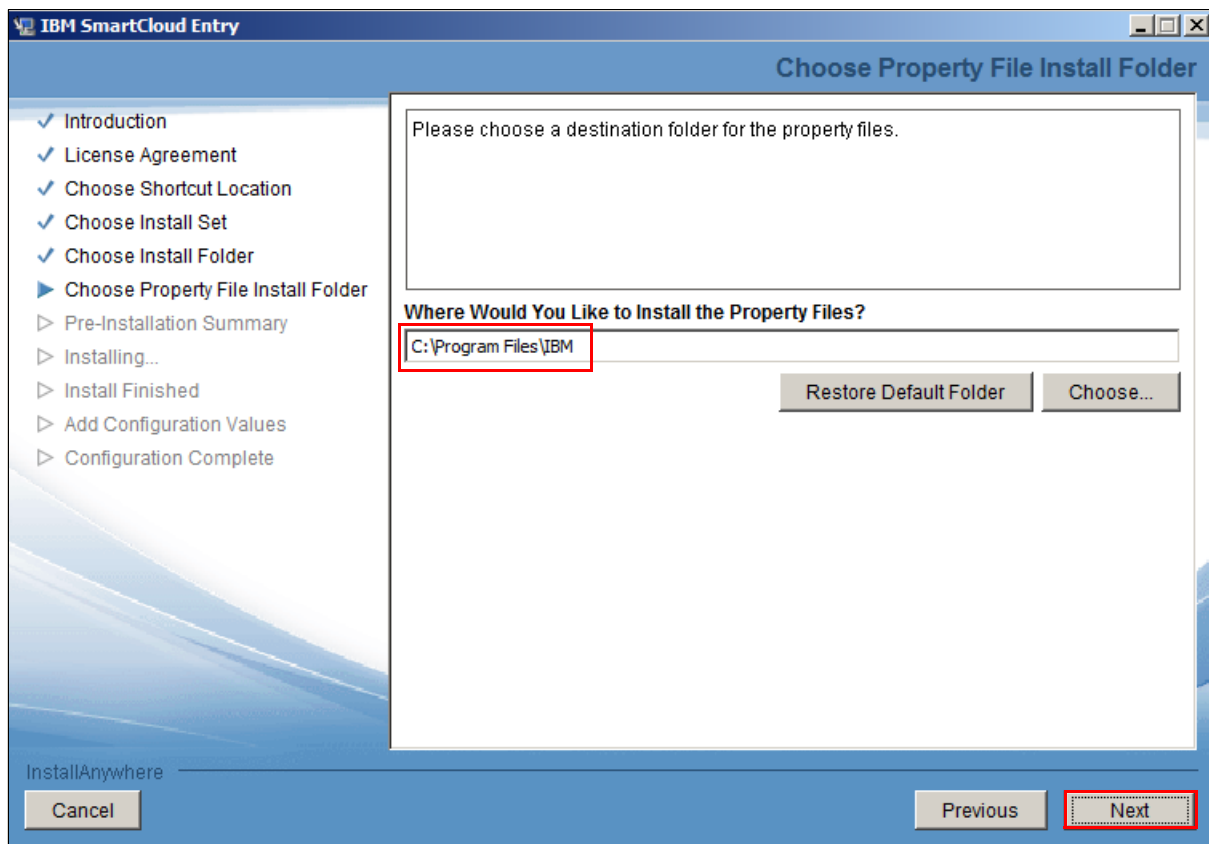 IBM SmartCloud Entry
Choose Property File Install Folder
Introduction
License Agreement
Choose Shortcut Location
Choose Install Set
Choose Install Folder
Choose Property File Install Folder
Pre-Installation Summary
Installing...
Install Finished
Add Configuration Values
Configuration Complete
Please choose a destination folder for the property files.
Where Would You Like to Install the Property Files?
C:\Program Files\IBM
Restore Default Folder
Choose...
InstallAnywhere
Cancel
Previous
Next